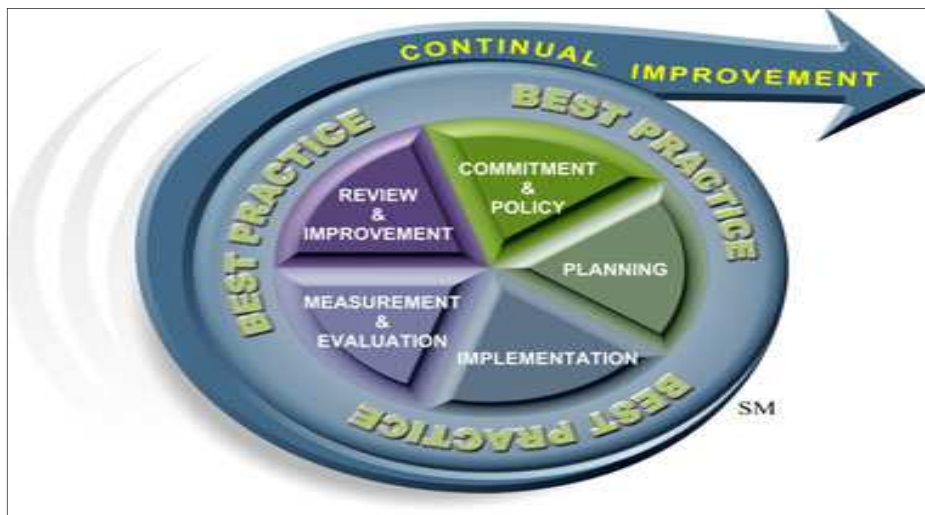 CONTINUAL IMPROVEMENT
BEST PRACTICE
BEST PRACTICE
BEST PRACTICE
COMMITMENT
&
POLICY
PLANNING
IMPLEMENTATION
MEASUREMENT
&
EVALUATION
REVIEW
&
IMPROVEMENT
SM